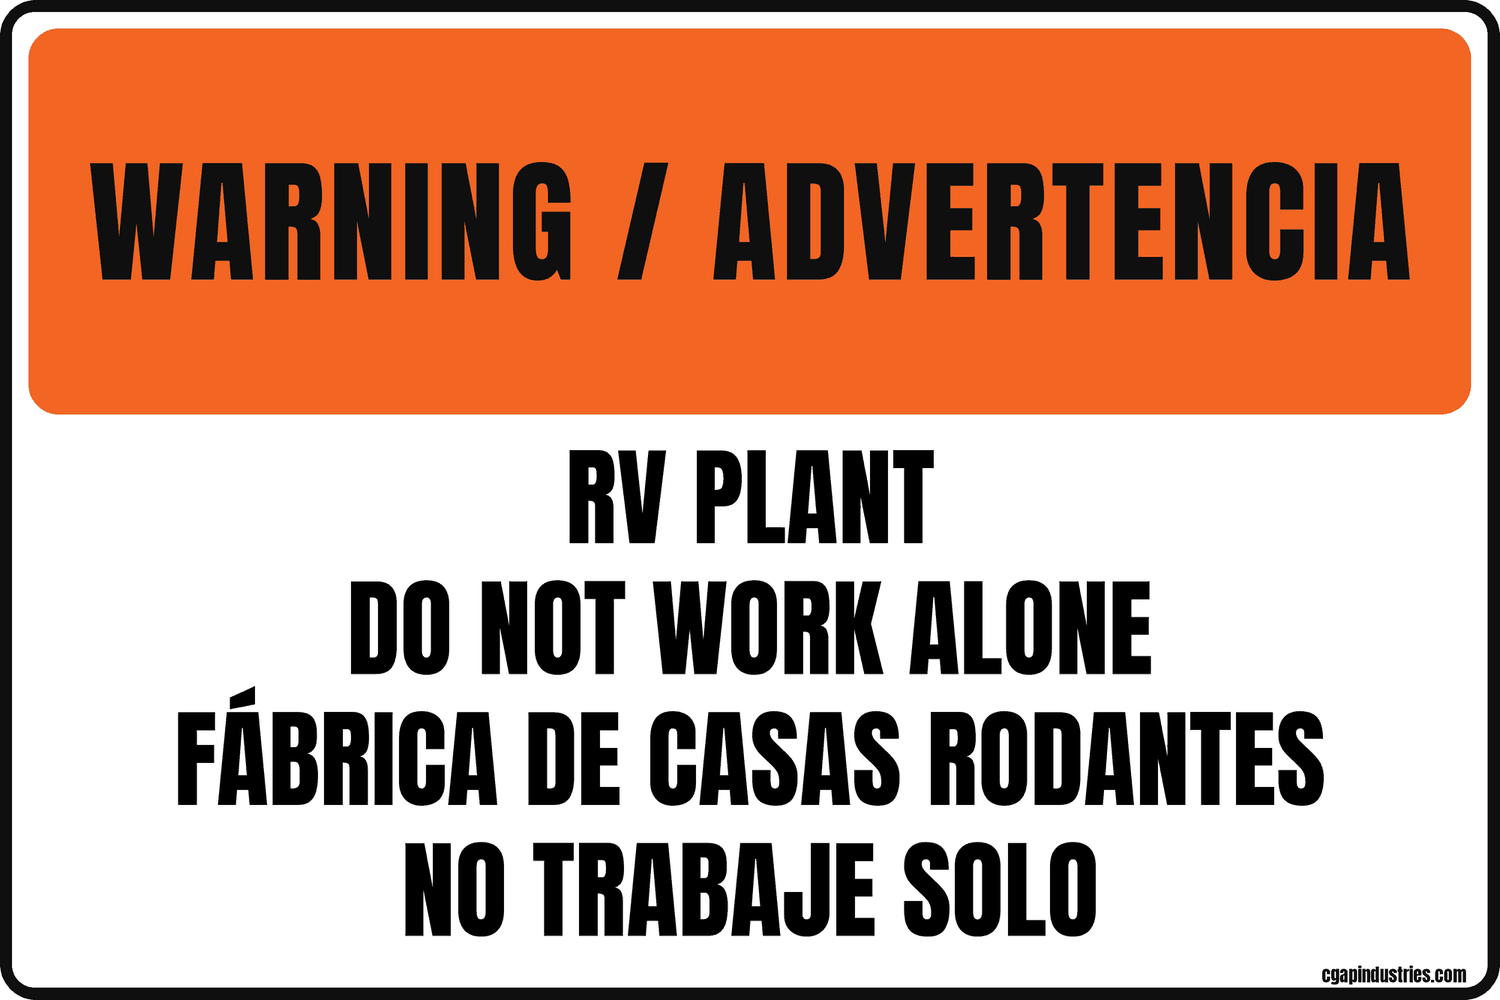 WARNING / ADVERTENCIA
RV PLANT
DO NOT WORK ALONE
FÁBRICA DE CASAS RODANTES
NO TRABAJE SOLO
cgapindustries.com